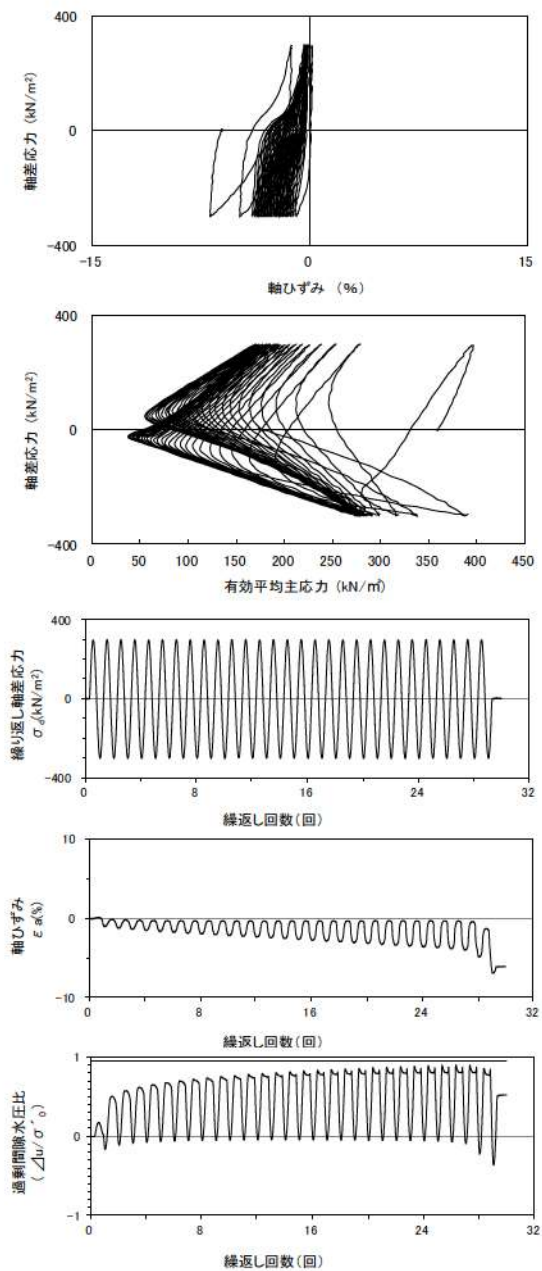 400
0
-400
軸差応力 (kN/m²)
-15
0
15
軸ひずみ (%)
400
0
-400
軸差応力 (kN/m²)
0 50 100 150 200 250 300 350 400 450
有効平均主応力 (kN/㎡)
400
0
-400
繰り返し軸差応力
σd(kN/m²)
0 8 16 24 32
繰返し回数(回)
10
0
-10
軸ひずみ
εa(%)
0 8 16 24 32
繰返し回数(回)
1
0
-1
過剰間隙水圧比
(⊿u/σ´0)
0 8 16 24 32
繰返し回数(回)